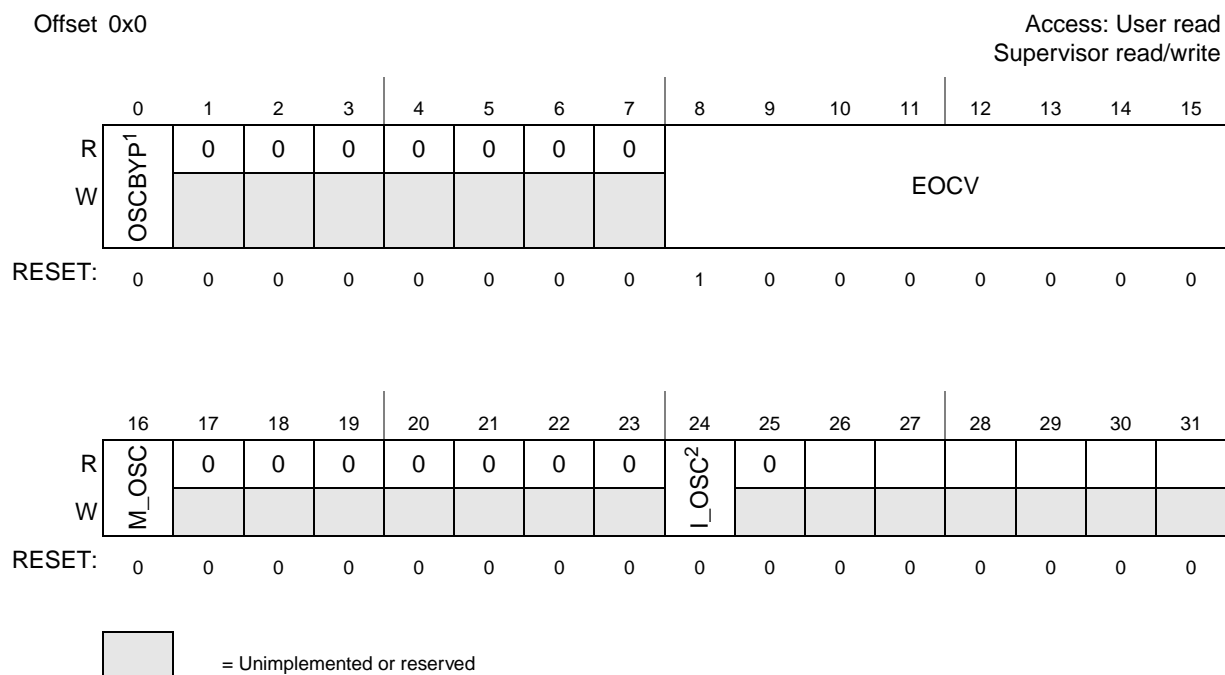 Offset 0x0
Access: User read
Supervisor read/write
0 1 2 3 4 5 6 7 8 9 10 11 12 13 14 15
R OSCBYP1 0 0 0 0 0 0 0 EOCV
W
RESET: 0 0 0 0 0 0 0 0 1 0 0 0 0 0 0 0
16 17 18 19 20 21 22 23 24 25 26 27 28 29 30 31
R M_OSC 0 0 0 0 0 0 0 I_OSC2 0
W
RESET: 0 0 0 0 0 0 0 0 0 0 0 0 0 0 0 0
= Unimplemented or reserved